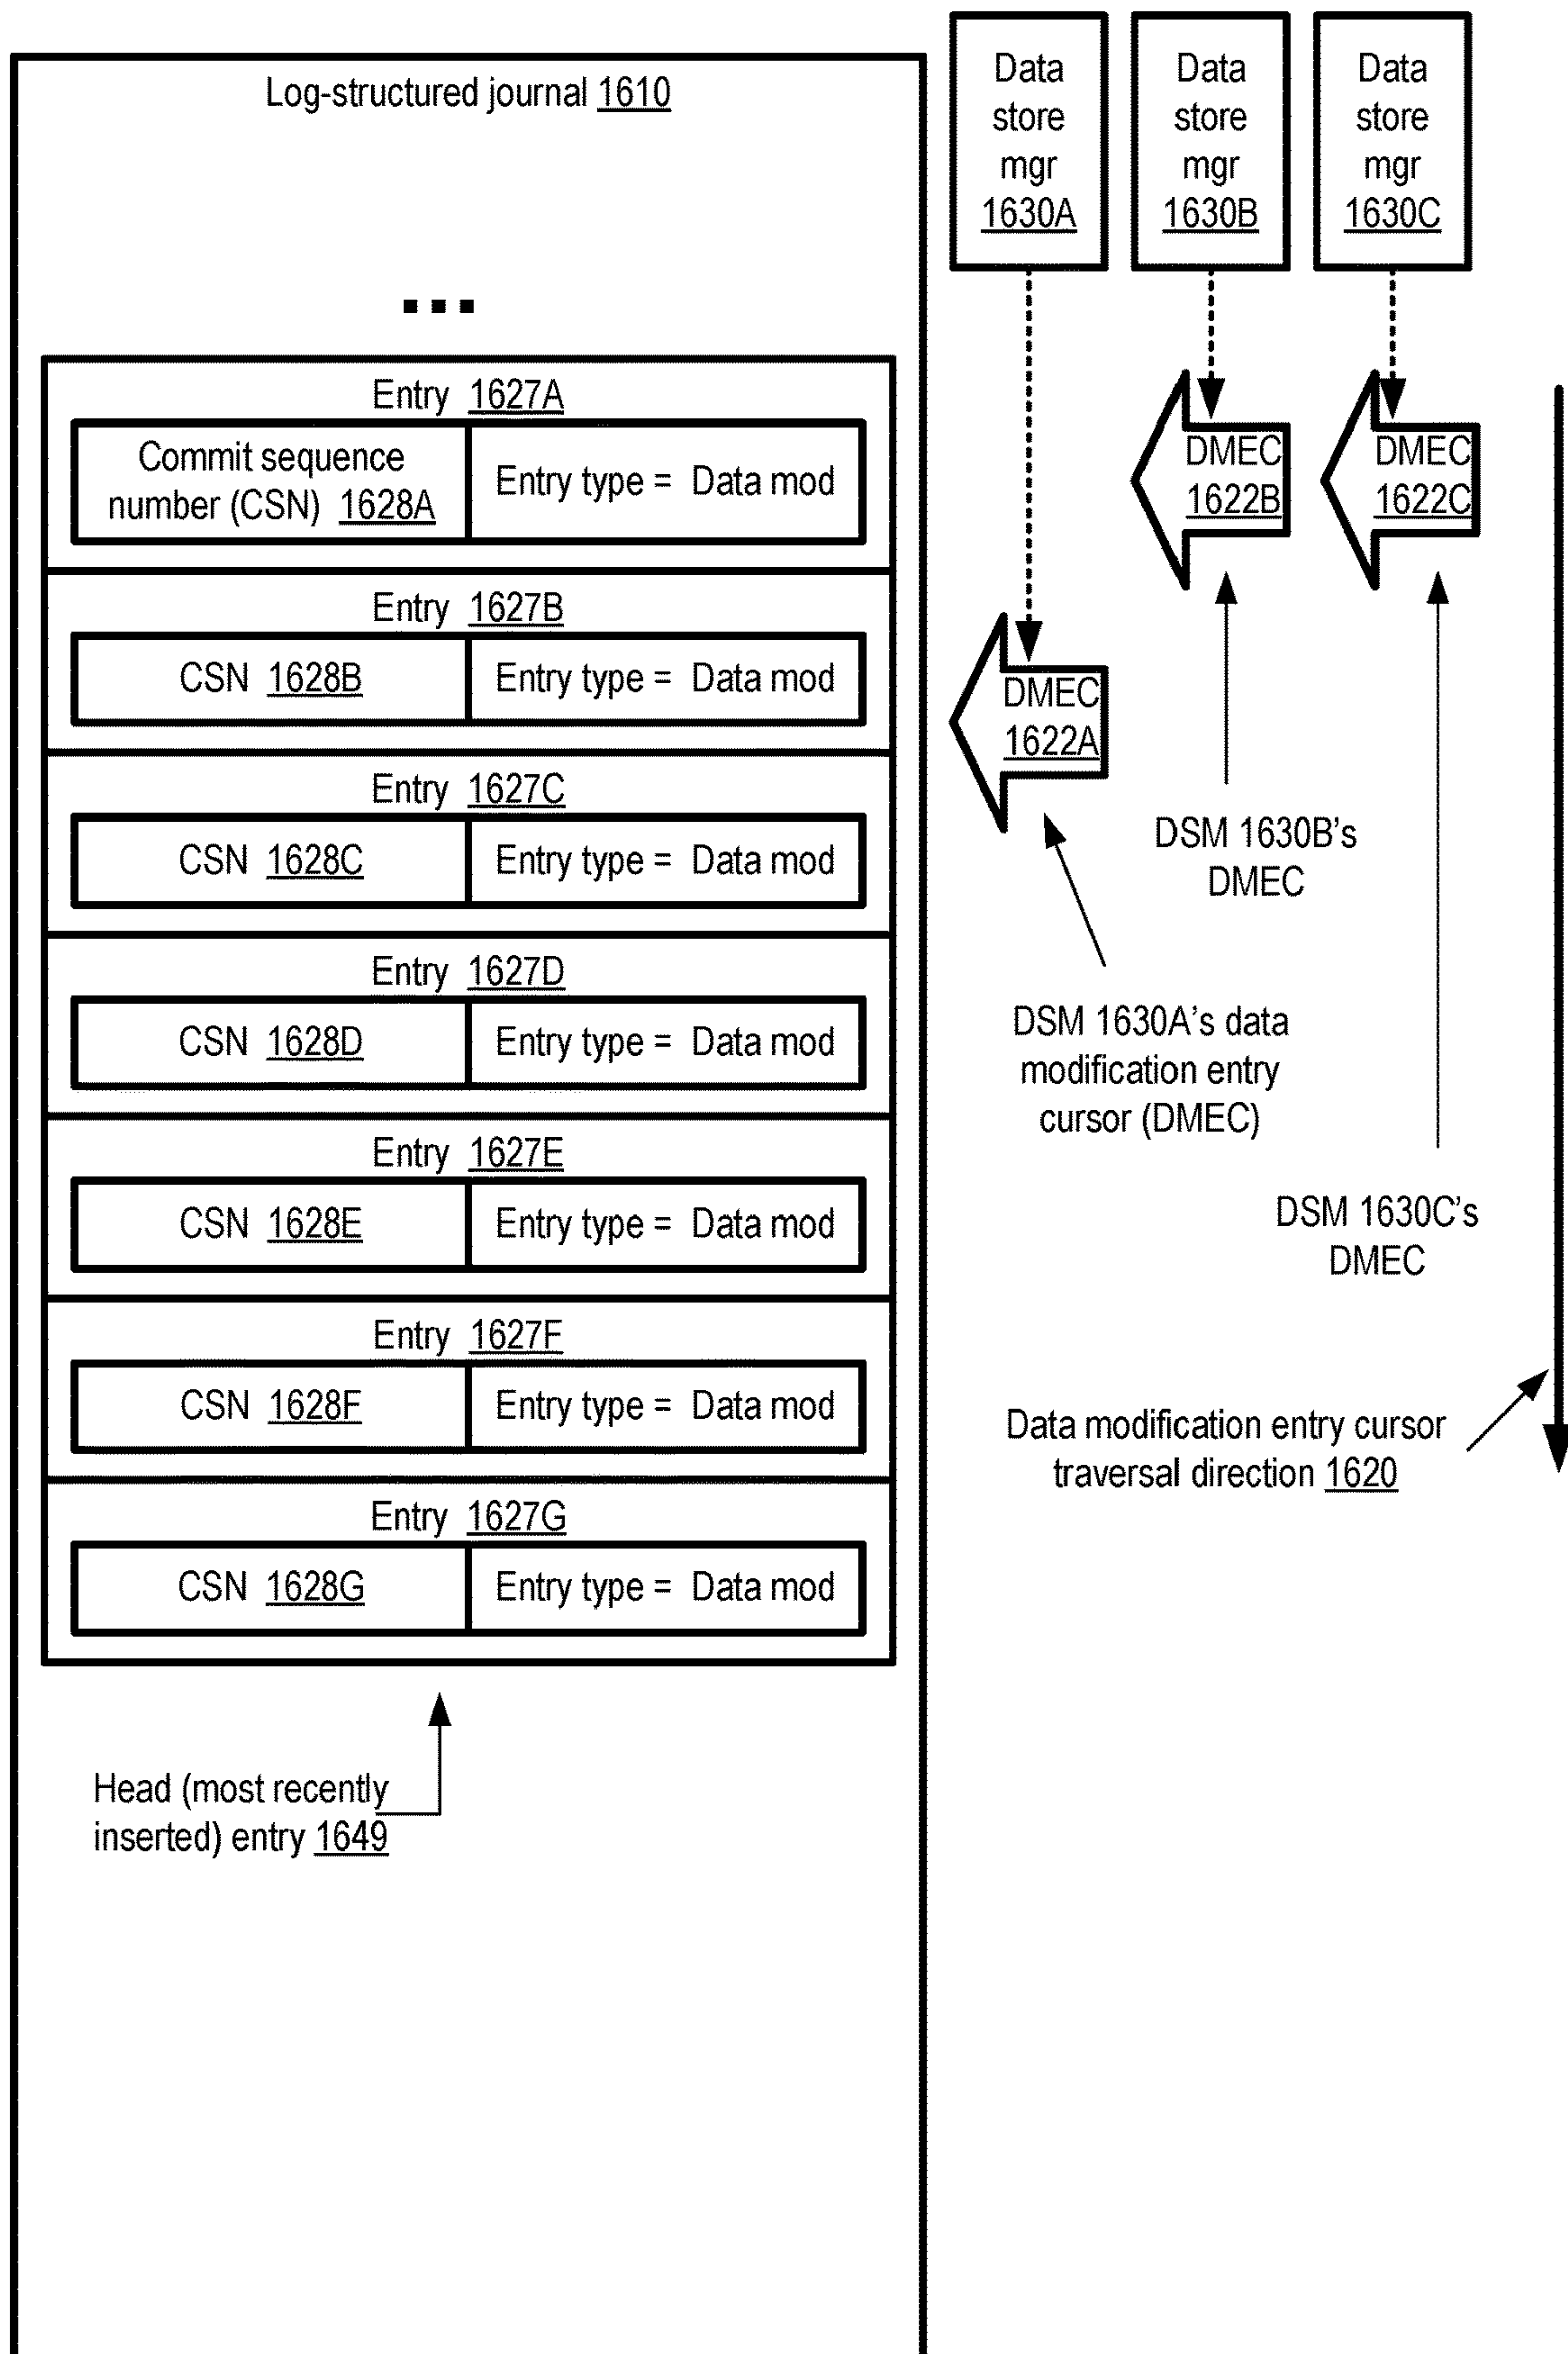 Log-structured journal 1610
...
Entry 1627A
Commit sequence
number (CSN) 1628A
Entry type = Data mod
Entry 1627B
CSN 1628B
Entry type = Data mod
Entry 1627C
CSN 1628C
Entry type = Data mod
Entry 1627D
CSN 1628D
Entry type = Data mod
Entry 1627E
CSN 1628E
Entry type = Data mod
Entry 1627F
CSN 1628F
Entry type = Data mod
Entry 1627G
CSN 1628G
Entry type = Data mod
Head (most recently
inserted) entry 1649
Data
store
mgr
1630A
Data
store
mgr
1630B
Data
store
mgr
1630C
DMEC
1622B
DMEC
1622C
DMEC
1622A
DSM 1630B's
DMEC
DSM 1630A's data
modification entry
cursor (DMEC)
DSM 1630C's
DMEC
Data modification entry cursor
traversal direction 1620